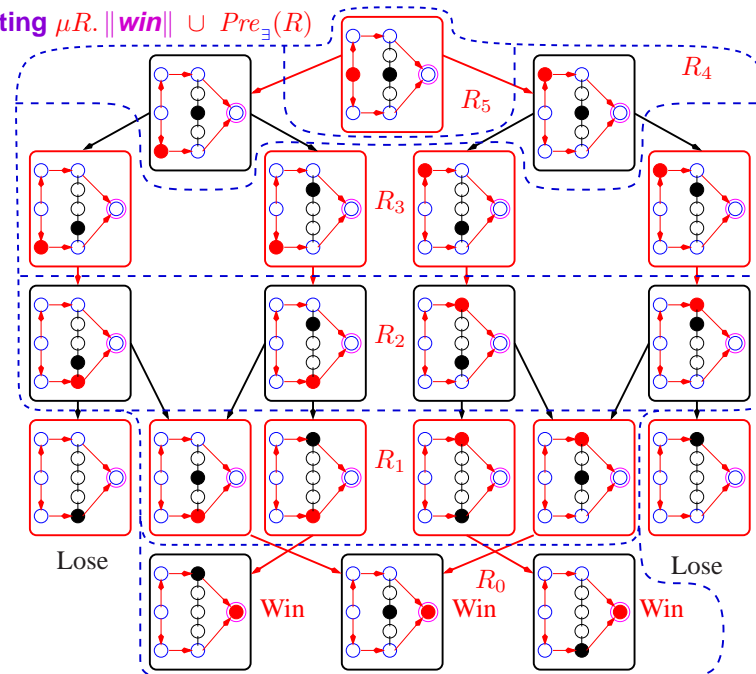 ting μR. ‖win‖ ∪ Pre∃(R)
R4
R5
R3
R2
R1
Lose
Lose
R0
Win
Win
Win